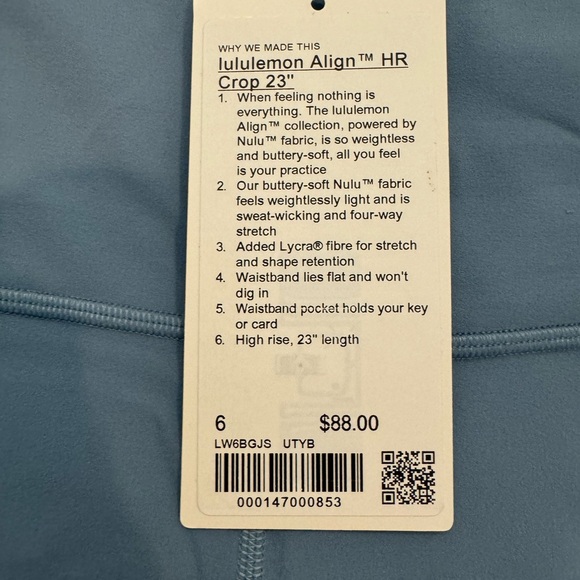 WHY WE MADE THIS
lululemon Align™ HR
Crop 23"
1. When feeling nothing is
everything. The lululemon
Align™ collection, powered by
Nulu™ fabric, is so weightless
and buttery-soft, all you feel
is your practice
2. Our buttery-soft Nulu™ fabric
feels weightlessly light and is
sweat-wicking and four-way
stretch
3. Added Lycra® fibre for stretch
and shape retention
4. Waistband lies flat and won't
dig in
5. Waistband pocket holds your key
or card
6. High rise, 23" length
6 $88.00
LW6BGJS UTYB
000147000853